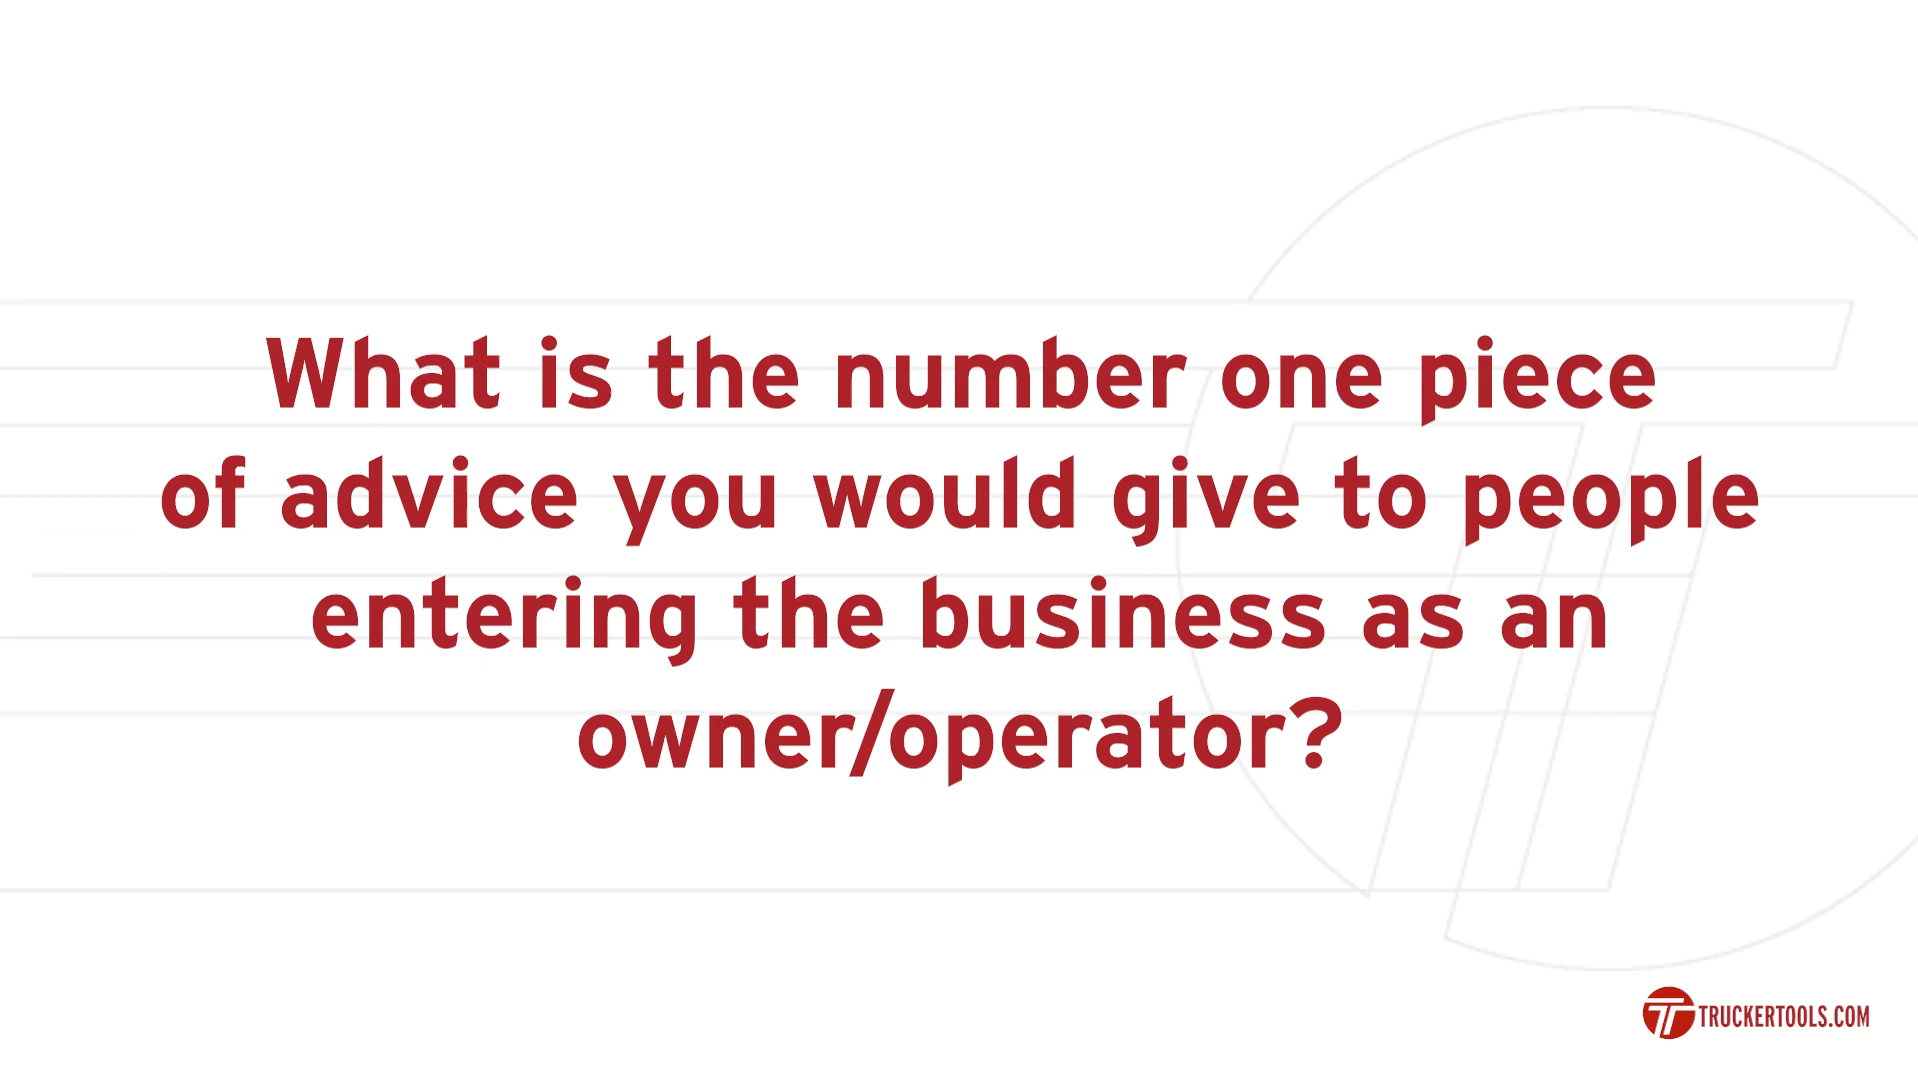 What is the number one piece
of advice you would give to people
entering the business as an
owner/operator?
TRUCKERTOOLS.COM